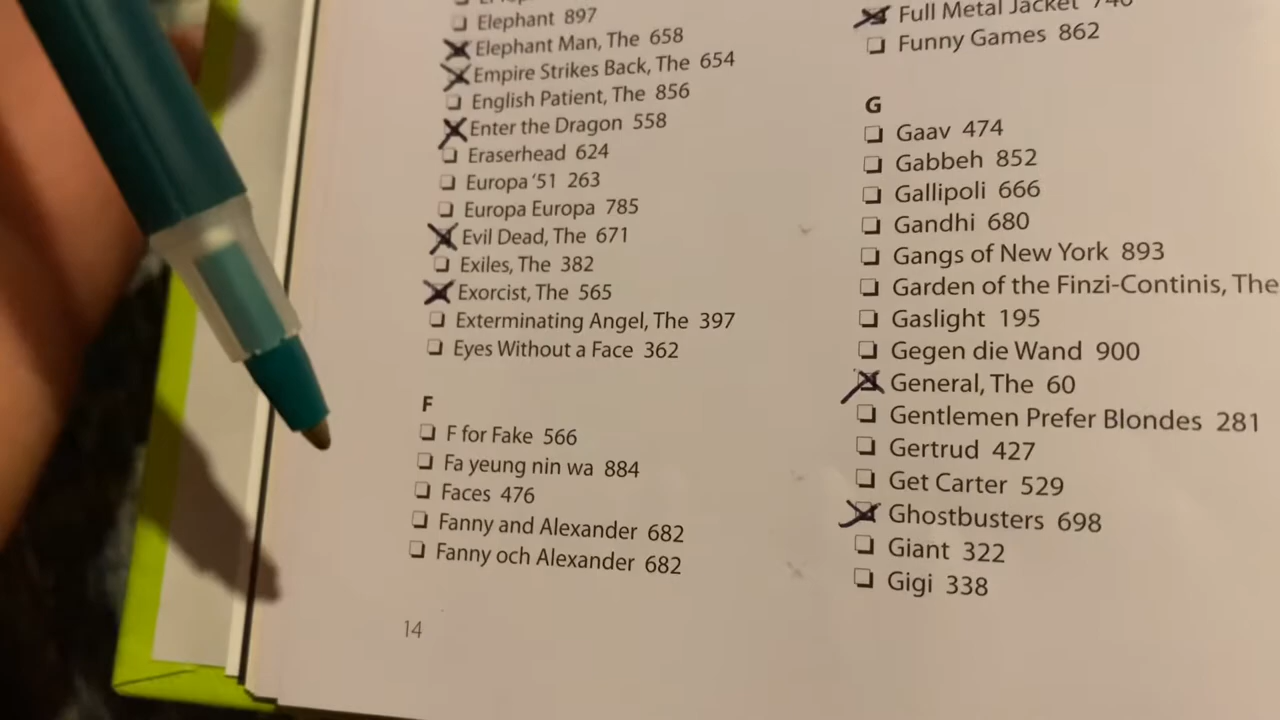 Elephant 897
Elephant Man, The 658
Empire Strikes Back, The 654
English Patient, The 856
Enter the Dragon 558
Eraserhead 624
Europa '51 263
Europa Europa 785
Evil Dead, The 671
Exiles, The 382
Exorcist, The 565
Exterminating Angel, The 397
Eyes Without a Face 362
F
F for Fake 566
Fa yeung nin wa 884
Faces 476
Fanny and Alexander 682
Fanny och Alexander 682
14
Full Metal Jacket
Funny Games 862
G
Gaav 474
Gabbeh 852
Gallipoli 666
Gandhi 680
Gangs of New York 893
Garden of the Finzi-Continis, The
Gaslight 195
Gegen die Wand 900
General, The 60
Gentlemen Prefer Blondes 281
Gertrud 427
Get Carter 529
Ghostbusters 698
Giant 322
Gigi 338